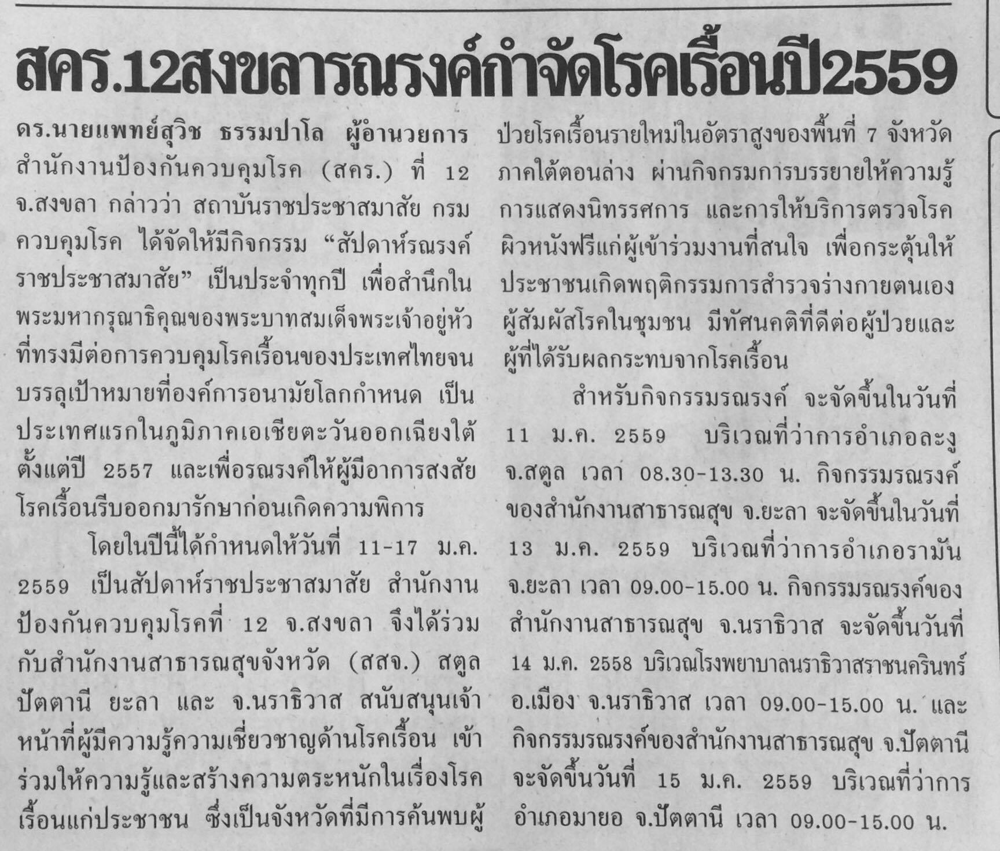 สคร.12สงขลารณรงค์กำจัดโรคเรื้อนปี2559
ดร.นายแพทย์สุวิช ธรรมปาโล ผู้อำนวยการ
สำนักงานป้องกันควบคุมโรค (สคร.) ที่ 12
จ.สงขลา กล่าวว่า สถาบันราชประชาสมาสัย กรม
ควบคุมโรค ได้จัดให้มีกิจกรรม “สัปดาห์รณรงค์
ราชประชาสมาสัย” เป็นประจำทุกปี เพื่อสำนึกใน
พระมหากรุณาธิคุณของพระบาทสมเด็จพระเจ้าอยู่หัว
ที่ทรงมีต่อการควบคุมโรคเรื้อนของประเทศไทยจน
บรรลุเป้าหมายที่องค์การอนามัยโลกกำหนด เป็น
ประเทศแรกในภูมิภาคเอเชียตะวันออกเฉียงใต้
ตั้งแต่ปี 2557 และเพื่อรณรงค์ให้ผู้มีอาการสงสัย
โรคเรื้อนรีบออกมารักษาก่อนเกิดความพิการ
โดยในปีนี้ได้กำหนดให้วันที่ 11-17 ม.ค.
2559 เป็นสัปดาห์ราชประชาสมาสัย สำนักงาน
ป้องกันควบคุมโรคที่ 12 จ.สงขลา จึงได้ร่วม
กับสำนักงานสาธารณสุขจังหวัด (สสจ.) สตูล
ปัตตานี ยะลา และ จ.นราธิวาส สนับสนุนเจ้า
หน้าที่ผู้มีความรู้ความเชี่ยวชาญด้านโรคเรื้อน เข้า
ร่วมให้ความรู้และสร้างความตระหนักในเรื่องโรค
เรื้อนแก่ประชาชน ซึ่งเป็นจังหวัดที่มีการค้นพบผู้
ป่วยโรคเรื้อนรายใหม่ในอัตราสูงของพื้นที่ 7 จังหวัด
ภาคใต้ตอนล่าง ผ่านกิจกรมการบรรยายให้ความรู้
การแสดงนิทรรศการ และการให้บริการตรวจโรค
ผิวหนังฟรีแก่ผู้เข้าร่วมงานที่สนใจ เพื่อกระตุ้นให้
ประชาชนเกิดพฤติกรรมการสำรวจร่างกายตนเอง
ผู้สัมผัสโรคในชุมชน มีทัศนคติที่ดีต่อผู้ป่วยและ
ผู้ที่ได้รับผลกระทบจากโรคเรื้อน
สำหรับกิจกรรมรณรงค์ จะจัดขึ้นในวันที่
11 ม.ค. 2559 บริเวณที่ว่าการอำเภอละงู
จ.สตูล เวลา 08.30-13.30 น. กิจกรรมรณรงค์
ของสำนักงานสาธารณสุข จ.ยะลา จะจัดขึ้นในวันที่
13 ม.ค. 2559 บริเวณที่ว่าการอำเภอรามัน
จ.ยะลา เวลา 09.00-15.00 น. กิจกรรมรณรงค์ของ
สำนักงานสาธารณสุข จ.นราธิวาส จะจัดขึ้นวันที่
14 ม.ค. 2558 บริเวณโรงพยาบาลนราธิวาสราชนครินทร์
อ.เมือง จ.นราธิวาส เวลา 09.00-15.00 น. และ
กิจกรรมรณรงค์ของสำนักงานสาธารณสุข จ.ปัตตานี
จะจัดขึ้นวันที่ 15 ม.ค. 2559 บริเวณที่ว่าการ
อำเภอมายอ จ.ปัตตานี เวลา 09.00-15.00 น.